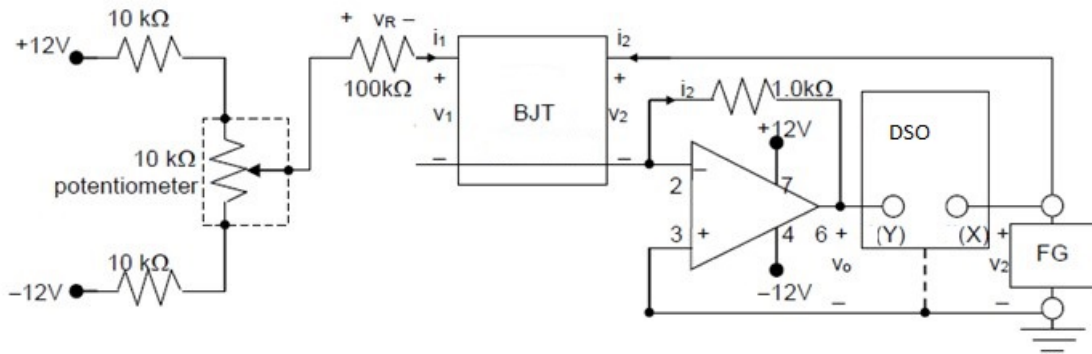 10 kΩ
+12V
10 kΩ
potentiometer
10 kΩ
–12V
+ vR –
100kΩ
i1
+
v1
–
BJT
i2
+
v2
–
i2
1.0kΩ
+12V
–
2
7
3
+
4
6
–12V
+
vo
–
DSO
(Y)
(X)
+
v2
–
FG